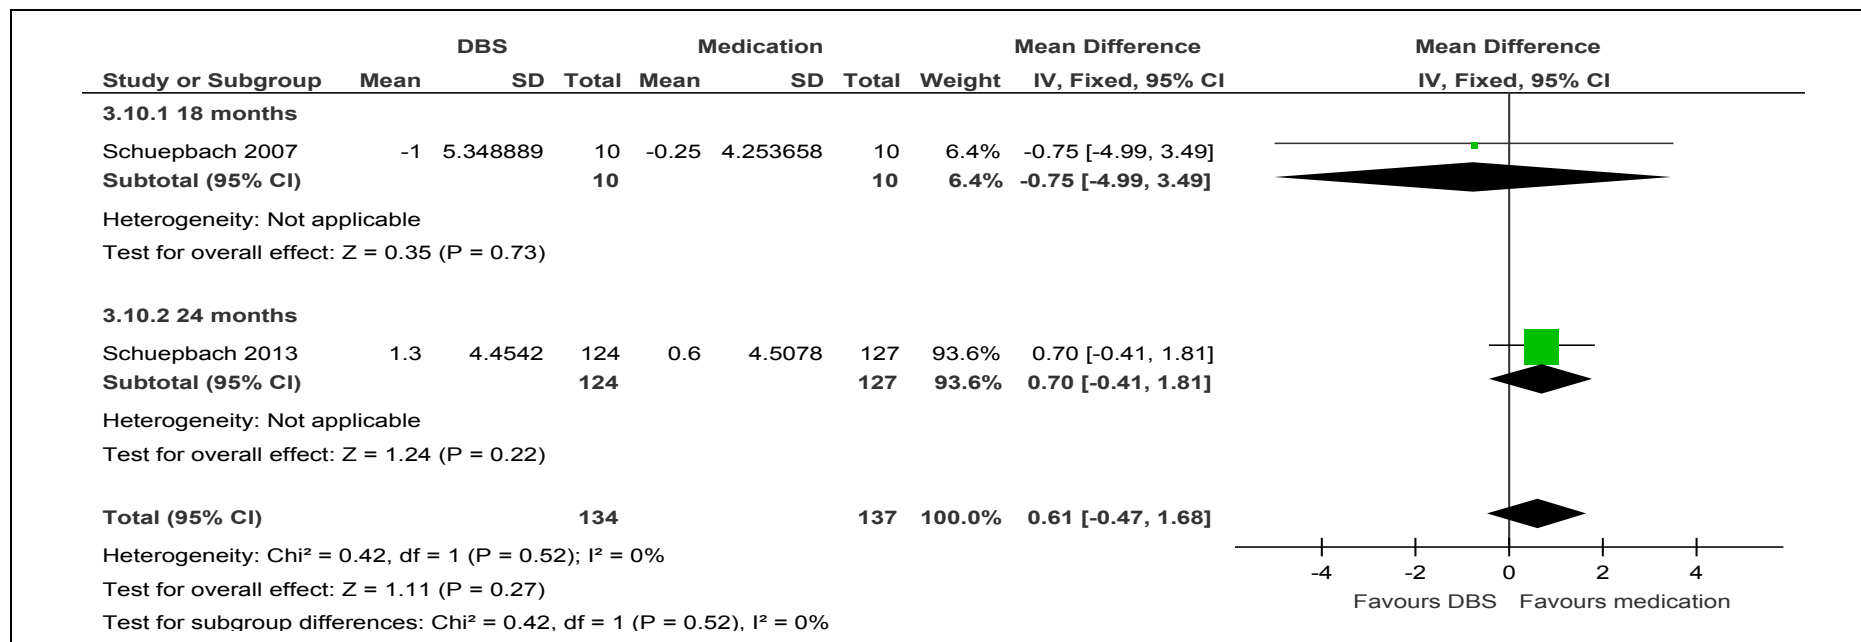 DBS Medication Mean Difference Mean Difference
Study or Subgroup Mean SD Total Mean SD Total Weight IV, Fixed, 95% CI IV, Fixed, 95% CI
3.10.1 18 months
Schuepbach 2007 -1 5.348889 10 -0.25 4.253658 10 6.4% -0.75 [-4.99, 3.49]
Subtotal (95% CI) 10 10 6.4% -0.75 [-4.99, 3.49]
Heterogeneity: Not applicable
Test for overall effect: Z = 0.35 (P = 0.73)
3.10.2 24 months
Schuepbach 2013 1.3 4.4542 124 0.6 4.5078 127 93.6% 0.70 [-0.41, 1.81]
Subtotal (95% CI) 124 127 93.6% 0.70 [-0.41, 1.81]
Heterogeneity: Not applicable
Test for overall effect: Z = 1.24 (P = 0.22)
Total (95% CI) 134 137 100.0% 0.61 [-0.47, 1.68]
Heterogeneity: Chi² = 0.42, df = 1 (P = 0.52); I² = 0%
Test for overall effect: Z = 1.11 (P = 0.27)
Test for subgroup differences: Chi² = 0.42, df = 1 (P = 0.52), I² = 0%
-4 -2 0 2 4
Favours DBS Favours medication